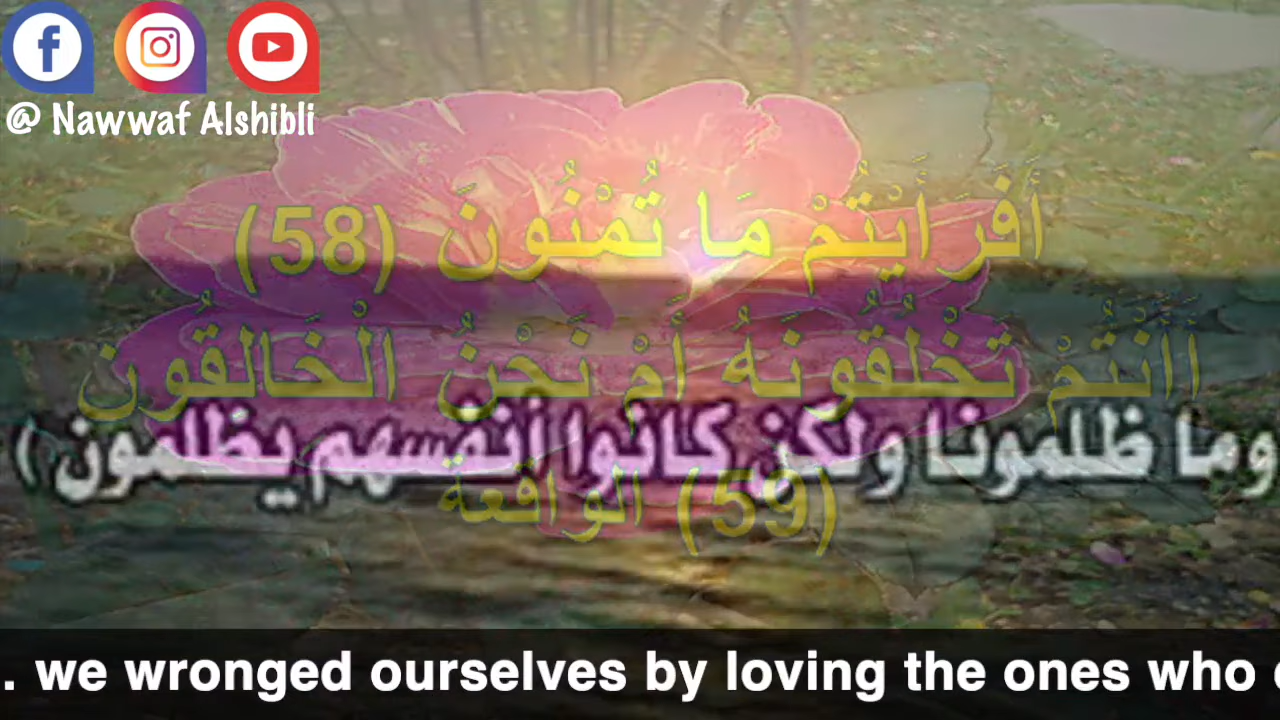 @ Nawwaf Alshibli
أَفَرَأَيْتُمْ مَا تُمْنُونَ (58)
أَأَنْتُمْ تَخْلُقُونَهُ أَمْ نَحْنُ الْخَالِقُون
وما ظلمونا ولكن كانوا أنفسهم يظلمون )
(59) الواقعة
. we wronged ourselves by loving the ones who